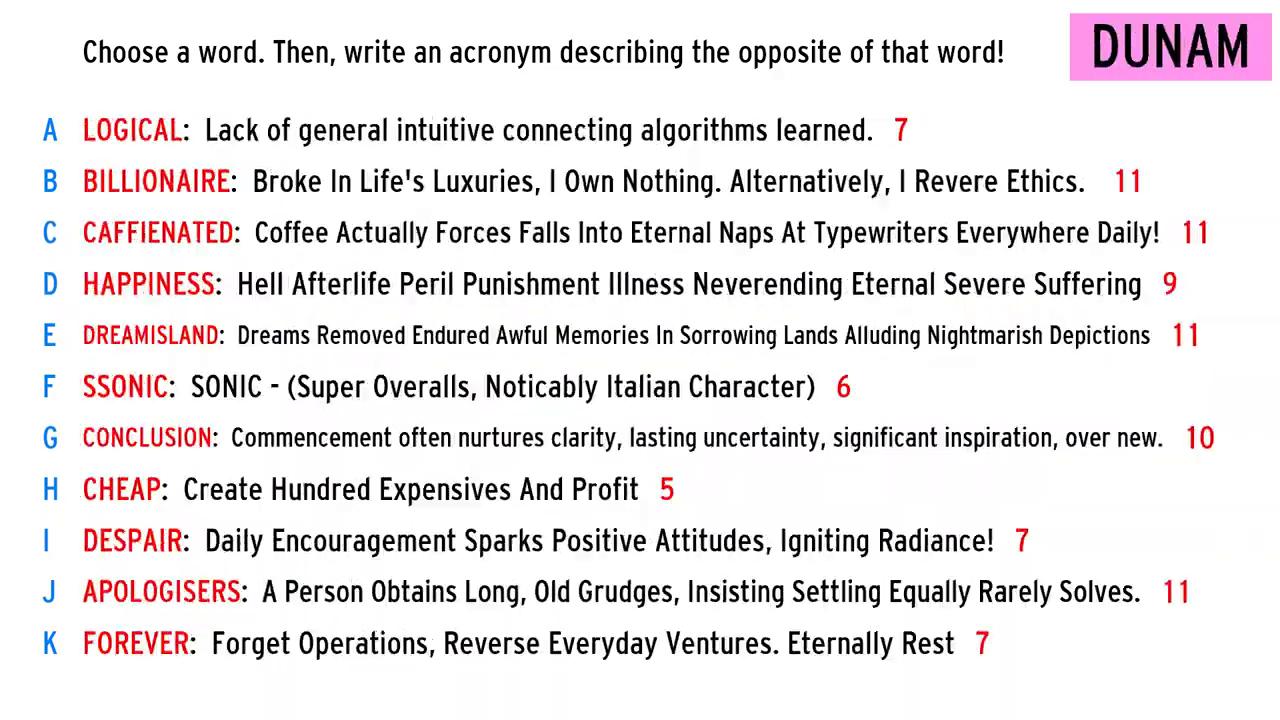 Choose a word. Then, write an acronym describing the opposite of that word!
DUNAM
A LOGICAL: Lack of general intuitive connecting algorithms learned. 7
B BILLIONAIRE: Broke In Life's Luxuries, I Own Nothing. Alternatively, I Revere Ethics. 11
C CAFFIENATED: Coffee Actually Forces Falls Into Eternal Naps At Typewriters Everywhere Daily! 11
D HAPPINESS: Hell Afterlife Peril Punishment Illness Neverending Eternal Severe Suffering 9
E DREAMISLAND: Dreams Removed Endured Awful Memories In Sorrowing Lands Alluding Nightmarish Depictions 11
F SSONIC: SONIC - (Super Overalls, Noticably Italian Character) 6
G CONCLUSION: Commencement often nurtures clarity, lasting uncertainty, significant inspiration, over new. 10
H CHEAP: Create Hundred Expensives And Profit 5
I DESPAIR: Daily Encouragement Sparks Positive Attitudes, Igniting Radiance! 7
J APOLOGISERS: A Person Obtains Long, Old Grudges, Insisting Settling Equally Rarely Solves. 11
K FOREVER: Forget Operations, Reverse Everyday Ventures. Eternally Rest 7